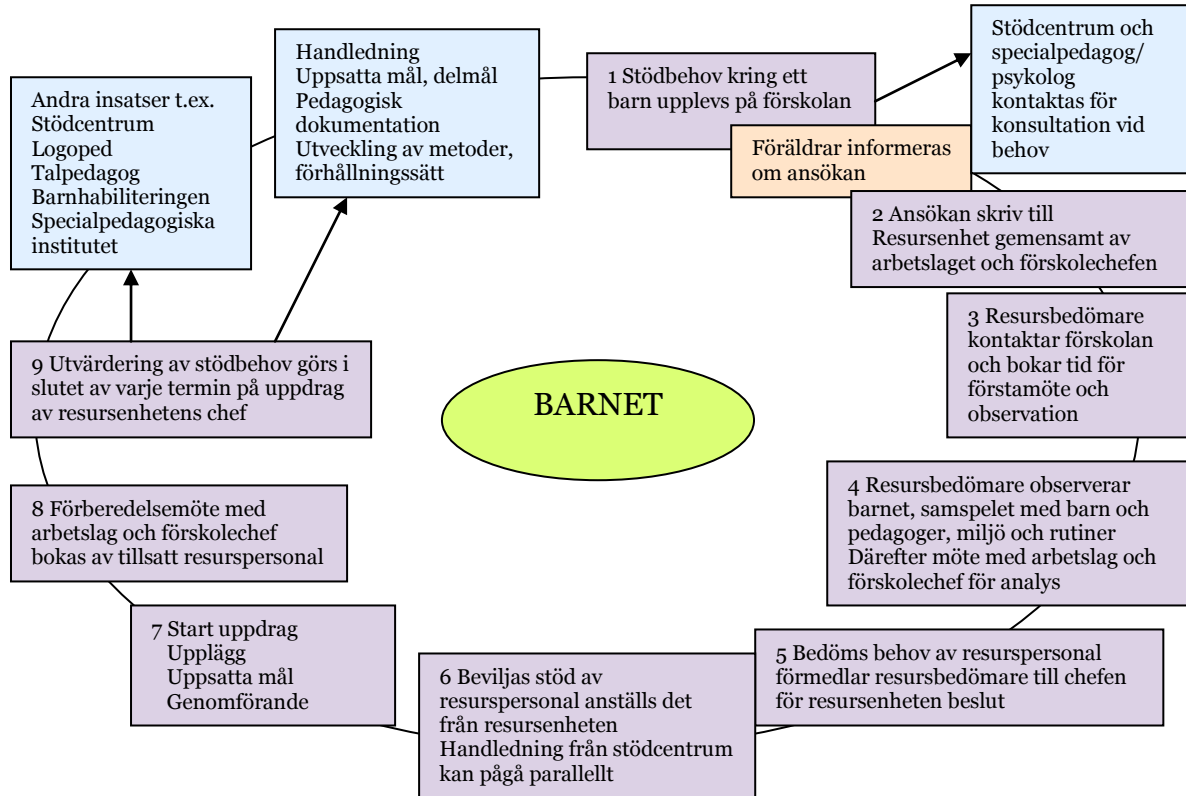 1 Stödbehov kring ett
barn upplevs på förskolan
Stödcentrum och
specialpedagog/
psykolog
kontaktas för
konsultation vid
behov
Föräldrar informeras
om ansökan
2 Ansökan skriv till
Resursenhet gemensamt av
arbetslaget och förskolechefen
3 Resursbedömare
kontaktar förskolan
och bokar tid för
förstamöte och
observation
4 Resursbedömare observerar
barnet, samspelet med barn och
pedagoger, miljö och rutiner
Därefter möte med arbetslag och
förskolechef för analys
5 Bedöms behov av resurspersonal
förmedlar resursbedömare till chefen
för resursenheten beslut
6 Beviljas stöd av
resurspersonal anställs det
från resursenheten
Handledning från stödcentrum
kan pågå parallellt
7 Start uppdrag
Upplägg
Uppsatta mål
Genomförande
8 Förberedelsemöte med
arbetslag och förskolechef
bokas av tillsatt resurspersonal
9 Utvärdering av stödbehov görs i
slutet av varje termin på uppdrag
av resursenhetens chef
Andra insatser t.ex.
Stödcentrum
Logoped
Talpedagog
Barnhabiliteringen
Specialpedagogiska
institutet
Handledning
Uppsatta mål, delmål
Pedagogisk
dokumentation
Utveckling av metoder,
förhållningssätt
BARNET